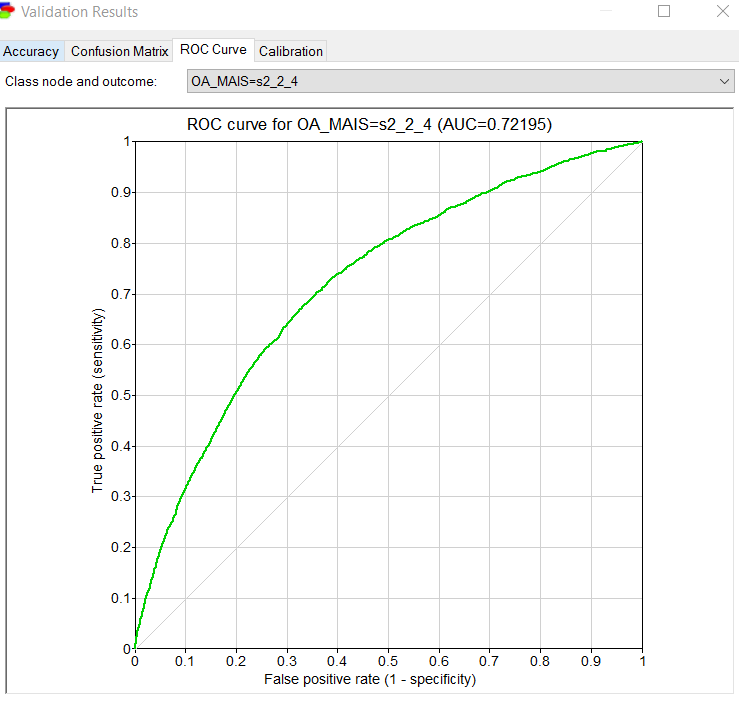 Validation Results
Accuracy Confusion Matrix ROC Curve Calibration
Class node and outcome: OA_MAIS=s2_2_4
ROC curve for OA_MAIS=s2_2_4 (AUC=0.72195)
1
0.9
0.8
0.7
0.6
0.5
0.4
0.3
0.2
0.1
0
True positive rate (sensitivity)
0 0.1 0.2 0.3 0.4 0.5 0.6 0.7 0.8 0.9 1
False positive rate (1 - specificity)